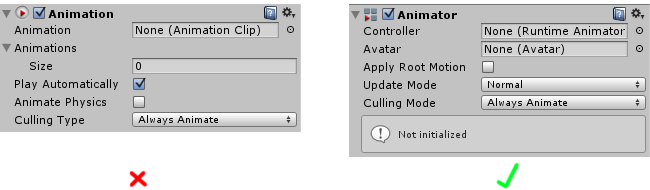 Animation
Animation None (Animation Clip)
Animations
Size 0
Play Automatically
Animate Physics
Culling Type Always Animate
Animator
Controller None (Runtime Animator
Avatar None (Avatar)
Apply Root Motion
Update Mode Normal
Culling Mode Always Animate
Not initialized